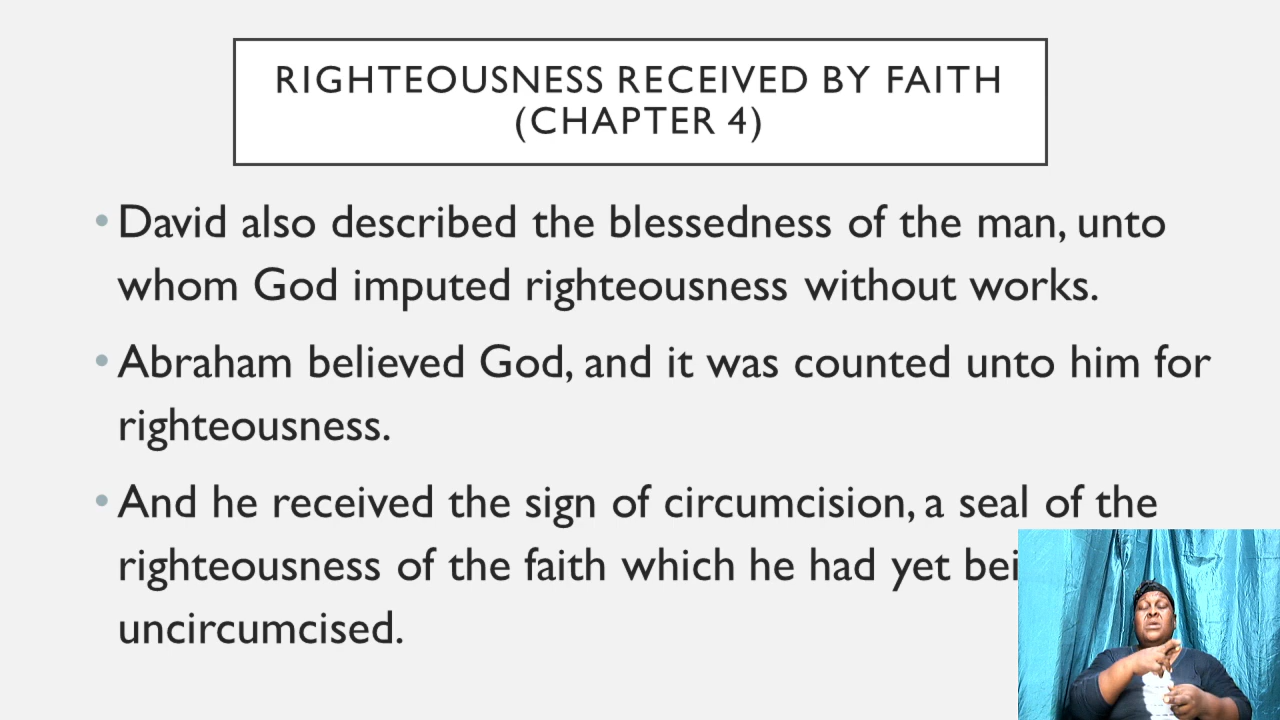 RIGHTEOUSNESS RECEIVED BY FAITH
(CHAPTER 4)
• David also described the blessedness of the man, unto
whom God imputed righteousness without works.
• Abraham believed God, and it was counted unto him for
righteousness.
• And he received the sign of circumcision, a seal of the
righteousness of the faith which he had yet
uncircumcised.